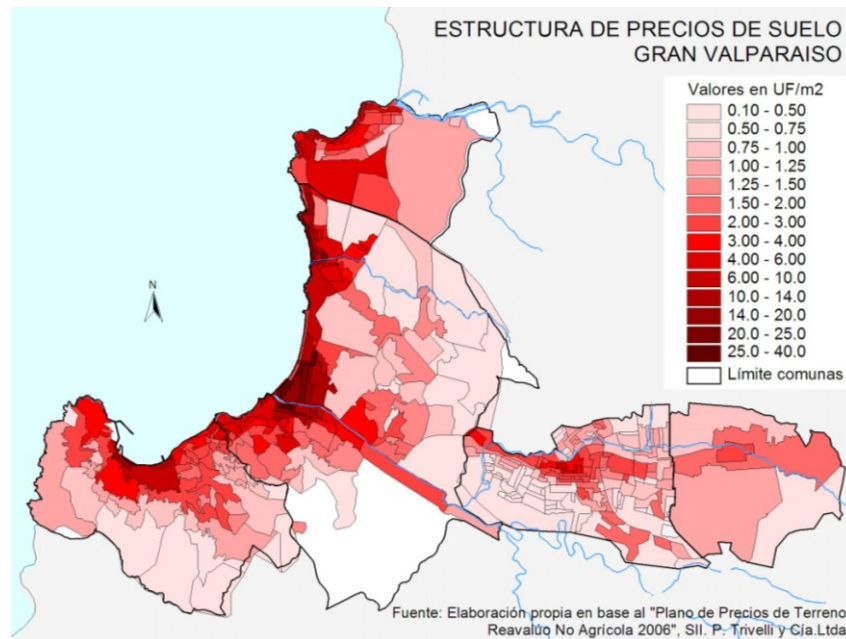 ESTRUCTURA DE PRECIOS DE SUELO
GRAN VALPARAISO
Valores en UF/m2
0.10 - 0.50
0.50 - 0.75
0.75 - 1.00
1.00 - 1.25
1.25 - 1.50
1.50 - 2.00
2.00 - 3.00
3.00 - 4.00
4.00 - 6.00
6.00 - 10.0
10.0 - 14.0
14.0 - 20.0
20.0 - 25.0
25.0 - 40.0
Límite comunas
N
Fuente: Elaboración propia en base al "Plano de Precios de Terreno
Reavaluo No Agrícola 2006", SII. P. Trivelli y Cía.Ltda